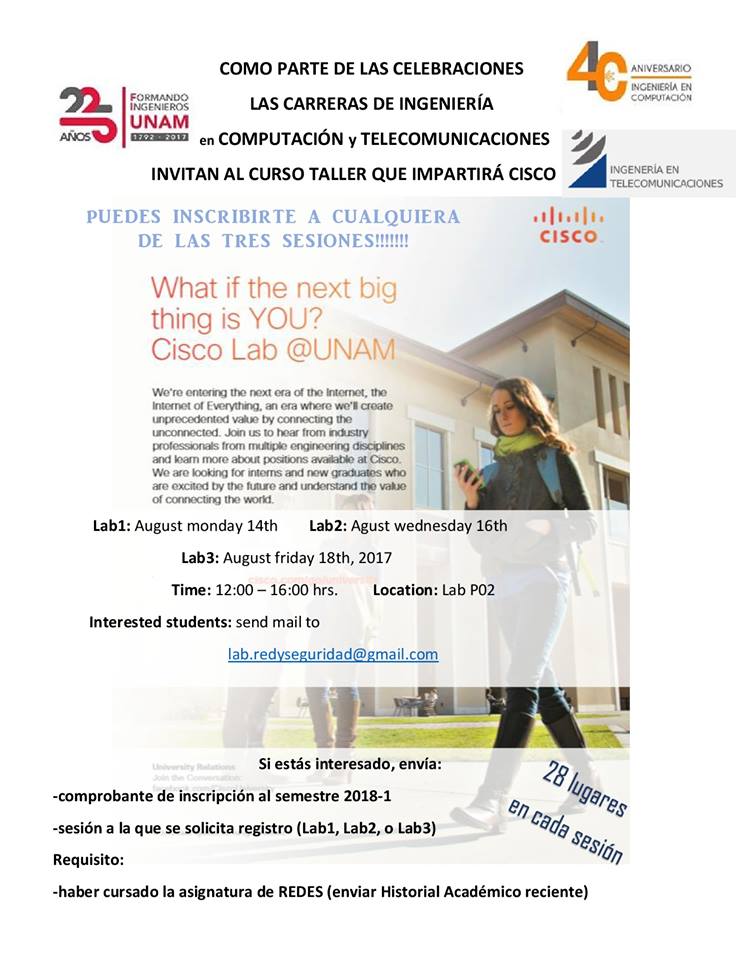 COMO PARTE DE LAS CELEBRACIONES
LAS CARRERAS DE INGENIERÍA
en COMPUTACIÓN y TELECOMUNICACIONES
INVITAN AL CURSO TALLER QUE IMPARTIRÁ CISCO
225 AÑOS
FORMANDO
INGENIEROS
UNAM
1792 - 2017
40 ANIVERSARIO
INGENIERÍA EN
COMPUTACIÓN
INGENERÍA EN
TELECOMUNICACIONES
PUEDES INSCRIBIRTE A CUALQUIERA
DE LAS TRES SESIONES!!!!!!!
CISCO
What if the next big
thing is YOU?
Cisco Lab @UNAM
We're entering the next era of the Internet, the
Internet of Everything, an era where we'll create
unprecedented value by connecting the
unconnected. Join us to hear from industry
professionals from multiple engineering disciplines
and learn more about positions available at Cisco.
We are looking for interns and new graduates who
are excited by the future and understand the value
of connecting the world.
Lab1: August monday 14th Lab2: Agust wednesday 16th
Lab3: August friday 18th, 2017
Time: 12:00 – 16:00 hrs. Location: Lab P02
Interested students: send mail to
lab.redyseguridad@gmail.com
University Relations:
Join the Conversation:
Si estás interesado, envía:
-comprobante de inscripción al semestre 2018-1
-sesión a la que se solicita registro (Lab1, Lab2, o Lab3)
28 lugares
en cada sesión
Requisito:
-haber cursado la asignatura de REDES (enviar Historial Académico reciente)